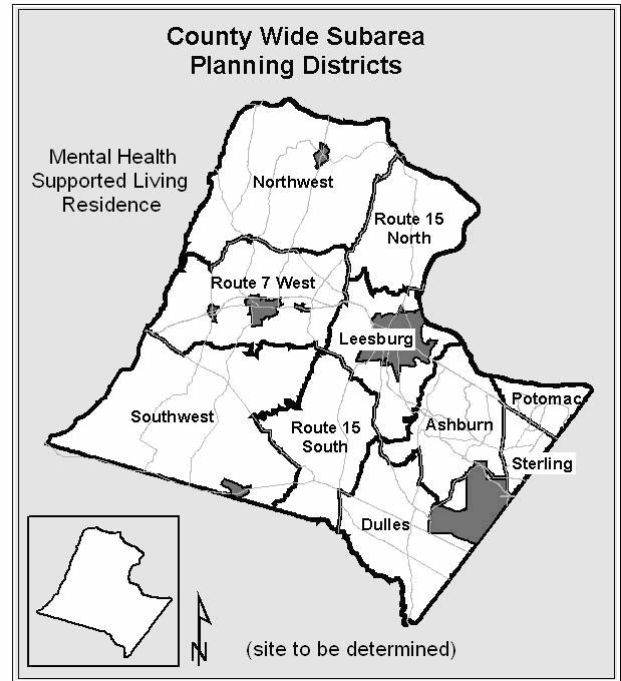 County Wide Subarea
Planning Districts
Mental Health
Supported Living
Residence
Northwest
Route 15
North
Route 7 West
Leesburg
Potomac
Southwest
Route 15
South
Ashburn
Sterling
Dulles
N
(site to be determined)